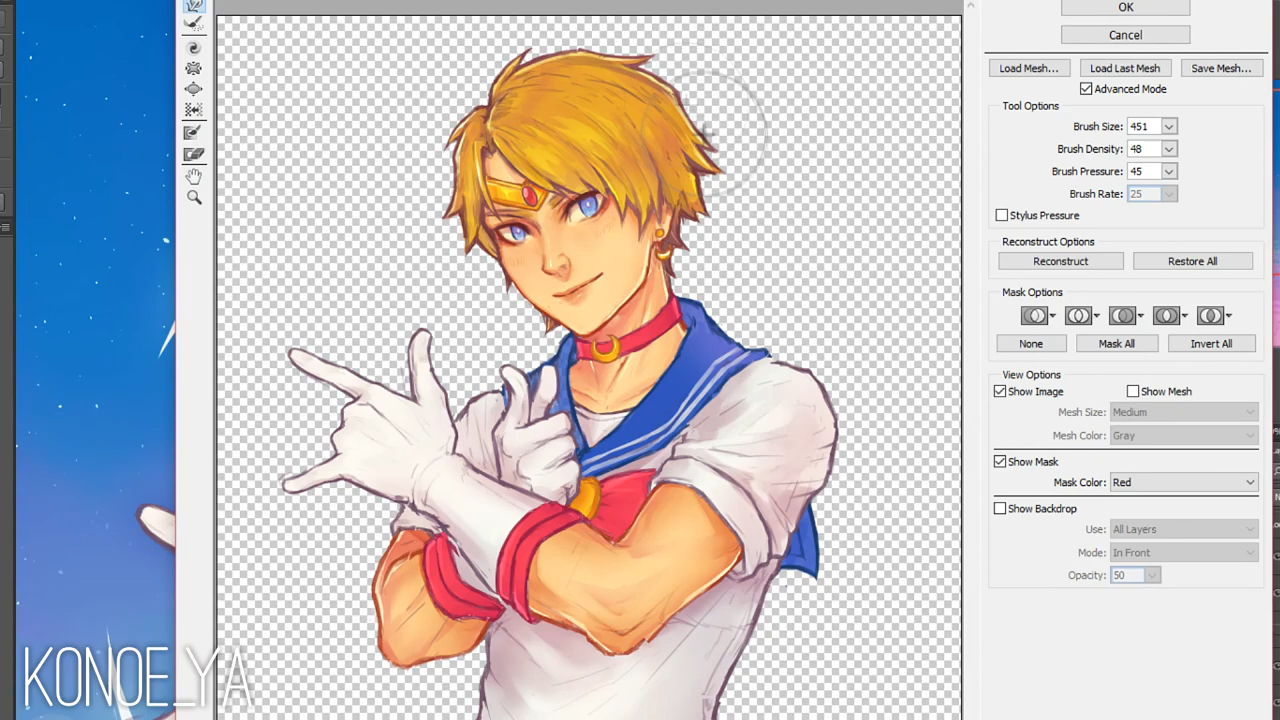 OK
Cancel
Load Mesh... Load Last Mesh Save Mesh...
Advanced Mode
Tool Options
Brush Size: 451
Brush Density: 48
Brush Pressure: 45
Brush Rate: 25
Stylus Pressure
Reconstruct Options
Reconstruct Restore All
Mask Options
None Mask All Invert All
View Options
Show Image Show Mesh
Mesh Size: Medium
Mesh Color: Gray
Show Mask
Mask Color: Red
Show Backdrop
Use: All Layers
Mode: In Front
Opacity: 50
KONOE_YA